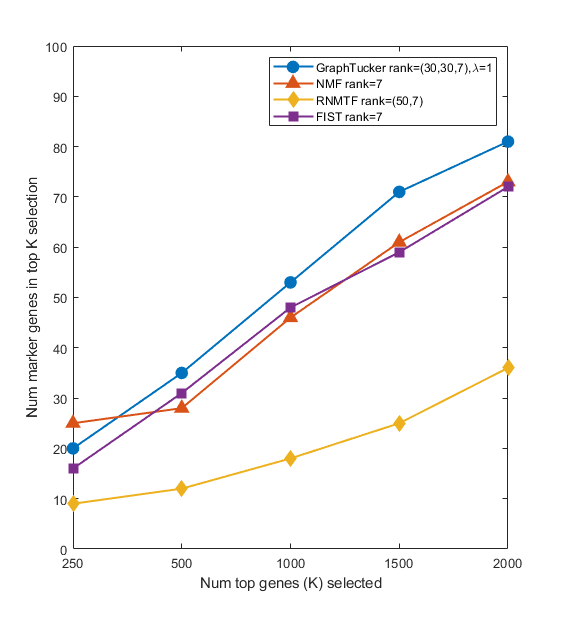 GraphTucker rank=(30,30,7),λ=1
NMF rank=7
RNMTF rank=(50,7)
FIST rank=7
100
90
80
70
60
50
40
30
20
10
0
Num marker genes in top K selection
250 500 1000 1500 2000
Num top genes (K) selected